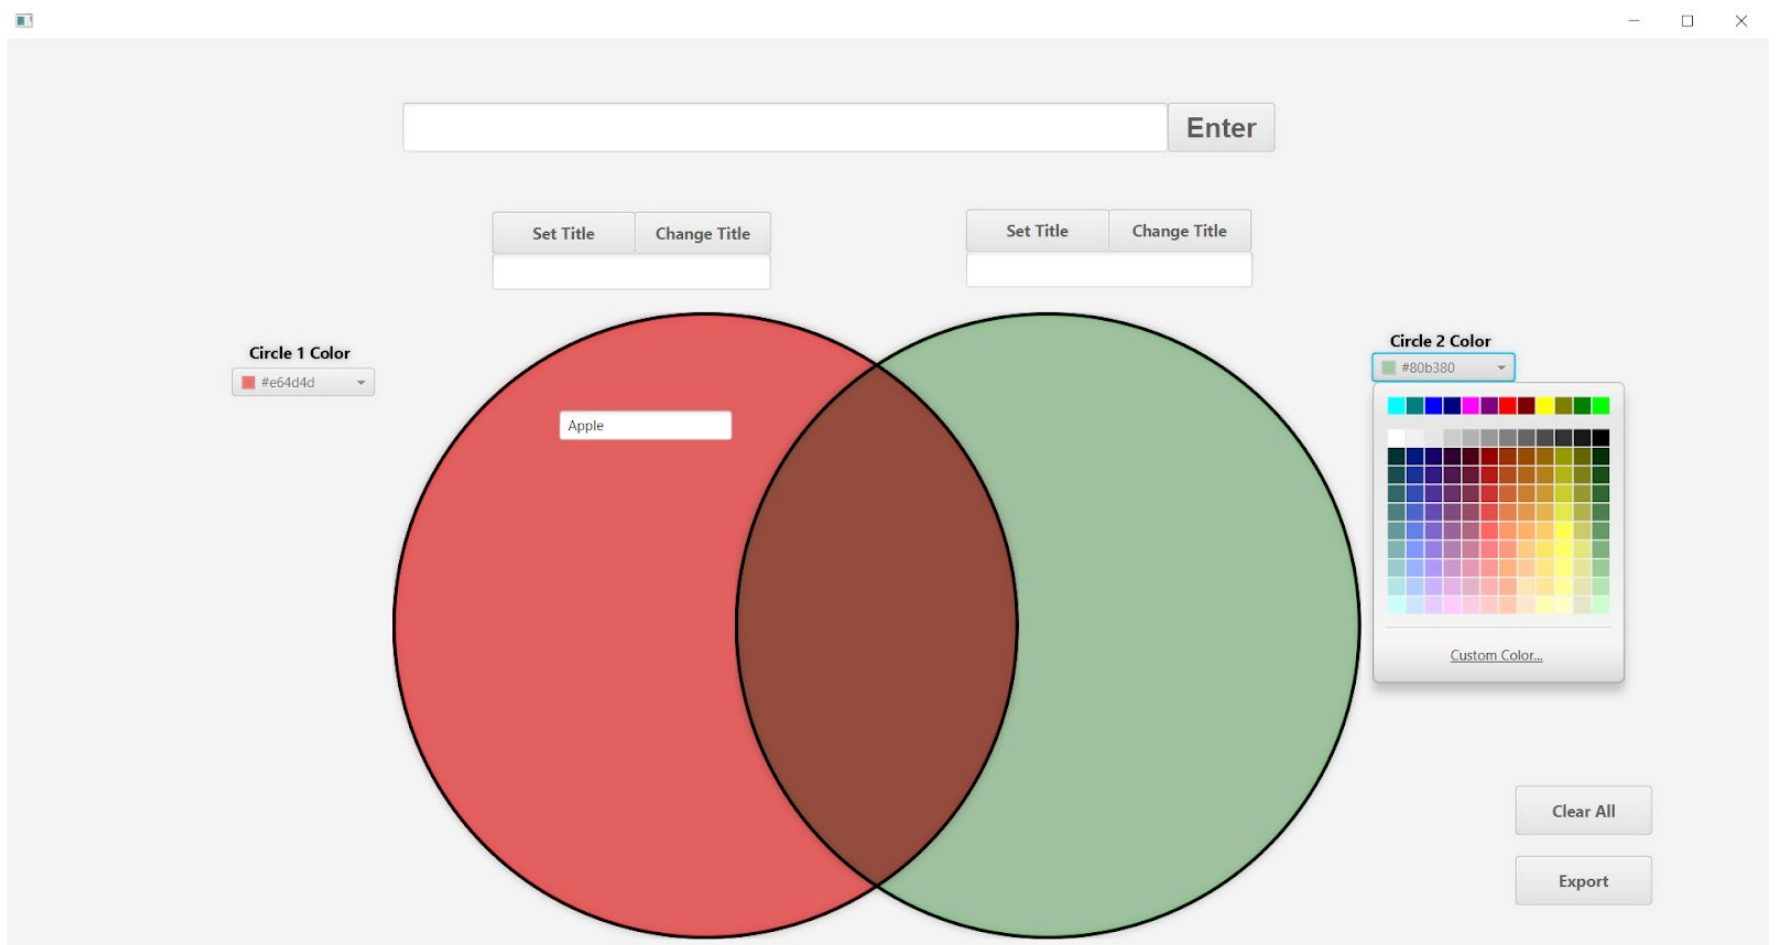 Enter
Set Title
Change Title
Set Title
Change Title
Circle 1 Color
#e64d4d
Circle 2 Color
#80b380
Apple
Custom Color...
Clear All
Export